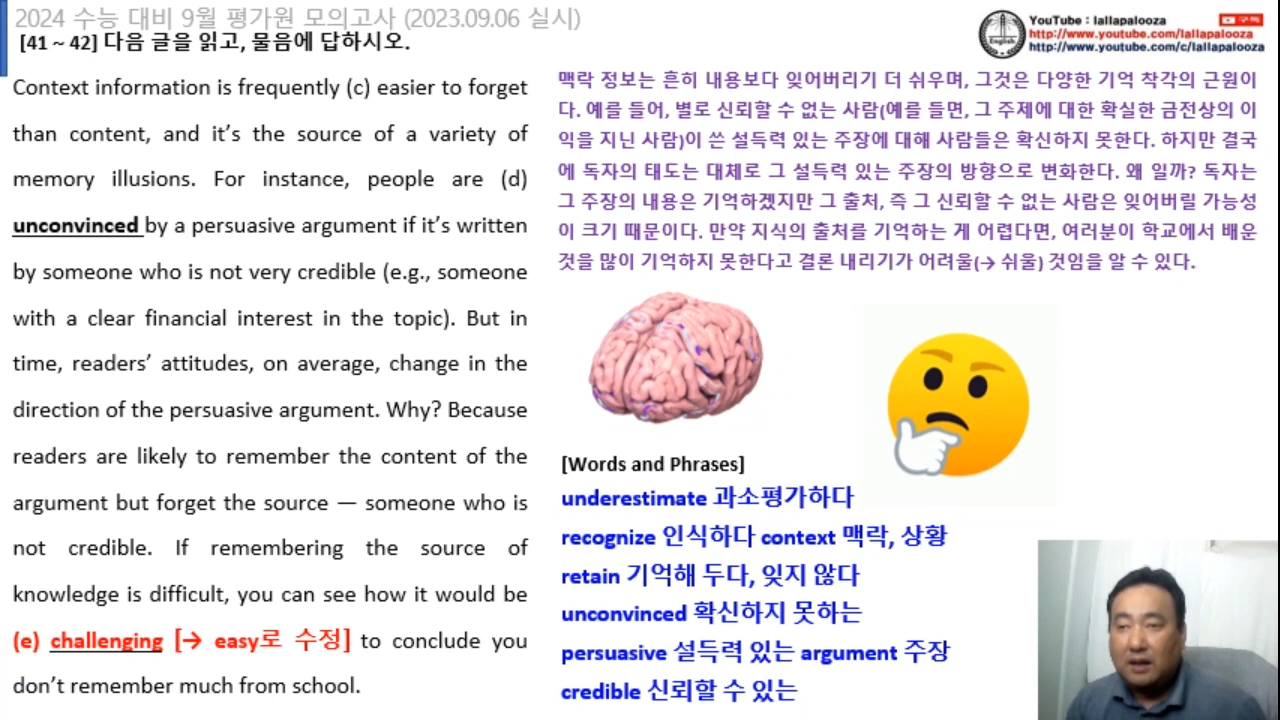 2024 수능 대비 9월 평가원 모의고사 (2023.09.06 실시)
[41 ~ 42] 다음 글을 읽고, 물음에 답하시오.
YouTube : lallapalooza
구독
http://www.youtube.com/lallapalooza
http://www.youtube.com/c/lallapalooza
English
Context information is frequently (c) easier to forget
than content, and it’s the source of a variety of
memory illusions. For instance, people are (d)
unconvinced by a persuasive argument if it’s written
by someone who is not very credible (e.g., someone
with a clear financial interest in the topic). But in
time, readers’ attitudes, on average, change in the
direction of the persuasive argument. Why? Because
readers are likely to remember the content of the
argument but forget the source — someone who is
not credible. If remembering the source of
knowledge is difficult, you can see how it would be
(e) challenging [→ easy로 수정] to conclude you
don’t remember much from school.
맥락 정보는 흔히 내용보다 잊어버리기 더 쉬우며, 그것은 다양한 기억 착각의 근원이
다. 예를 들어, 별로 신뢰할 수 없는 사람(예를 들면, 그 주제에 대한 확실한 금전상의 이
익을 지닌 사람)이 쓴 설득력 있는 주장에 대해 사람들은 확신하지 못한다. 하지만 결국
에 독자의 태도는 대체로 그 설득력 있는 주장의 방향으로 변화한다. 왜 일까? 독자는
그 주장의 내용은 기억하겠지만 그 출처, 즉 그 신뢰할 수 없는 사람은 잊어버릴 가능성
이 크기 때문이다. 만약 지식의 출처를 기억하는 게 어렵다면, 여러분이 학교에서 배운
것을 많이 기억하지 못한다고 결론 내리기가 어려울(→ 쉬울) 것임을 알 수 있다.
[Words and Phrases]
underestimate 과소평가하다
recognize 인식하다 context 맥락, 상황
retain 기억해 두다, 잊지 않다
unconvinced 확신하지 못하는
persuasive 설득력 있는 argument 주장
credible 신뢰할 수 있는